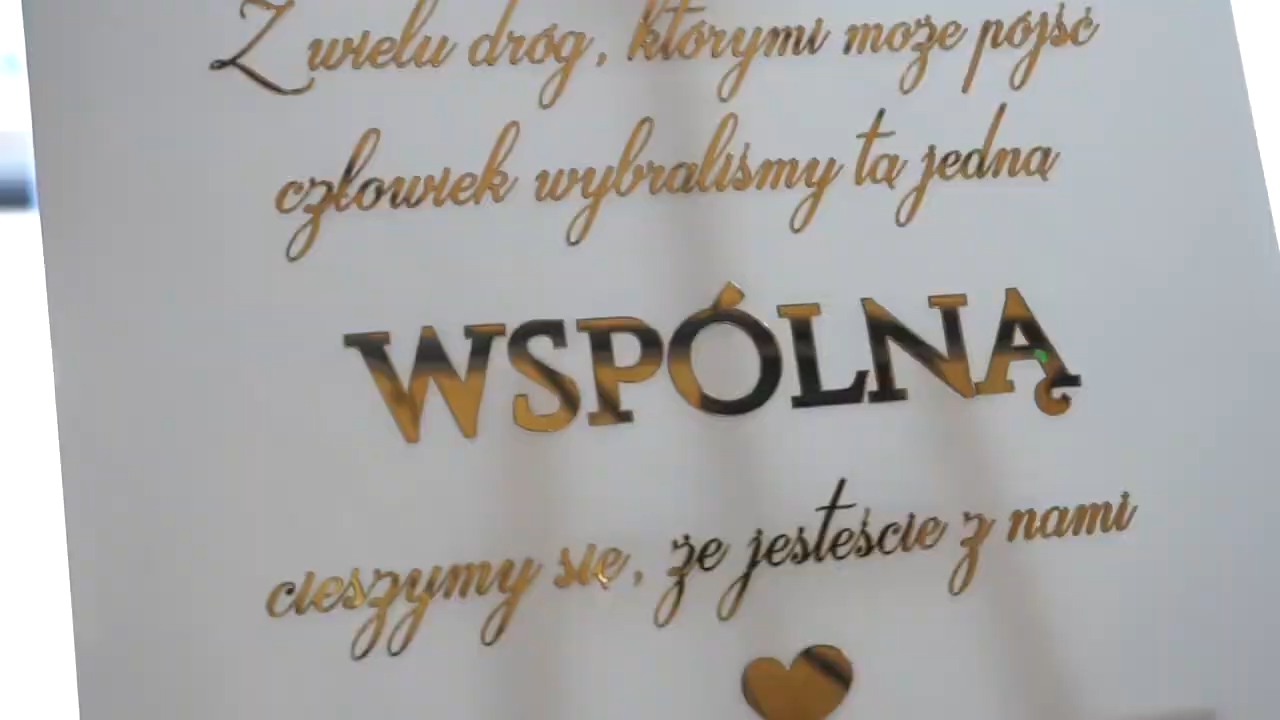 Z wielu dróg, którymi może pójść
człowiek wybraliśmy tą jedną
WSPÓLNĄ
cieszymy się, że jesteście z nami